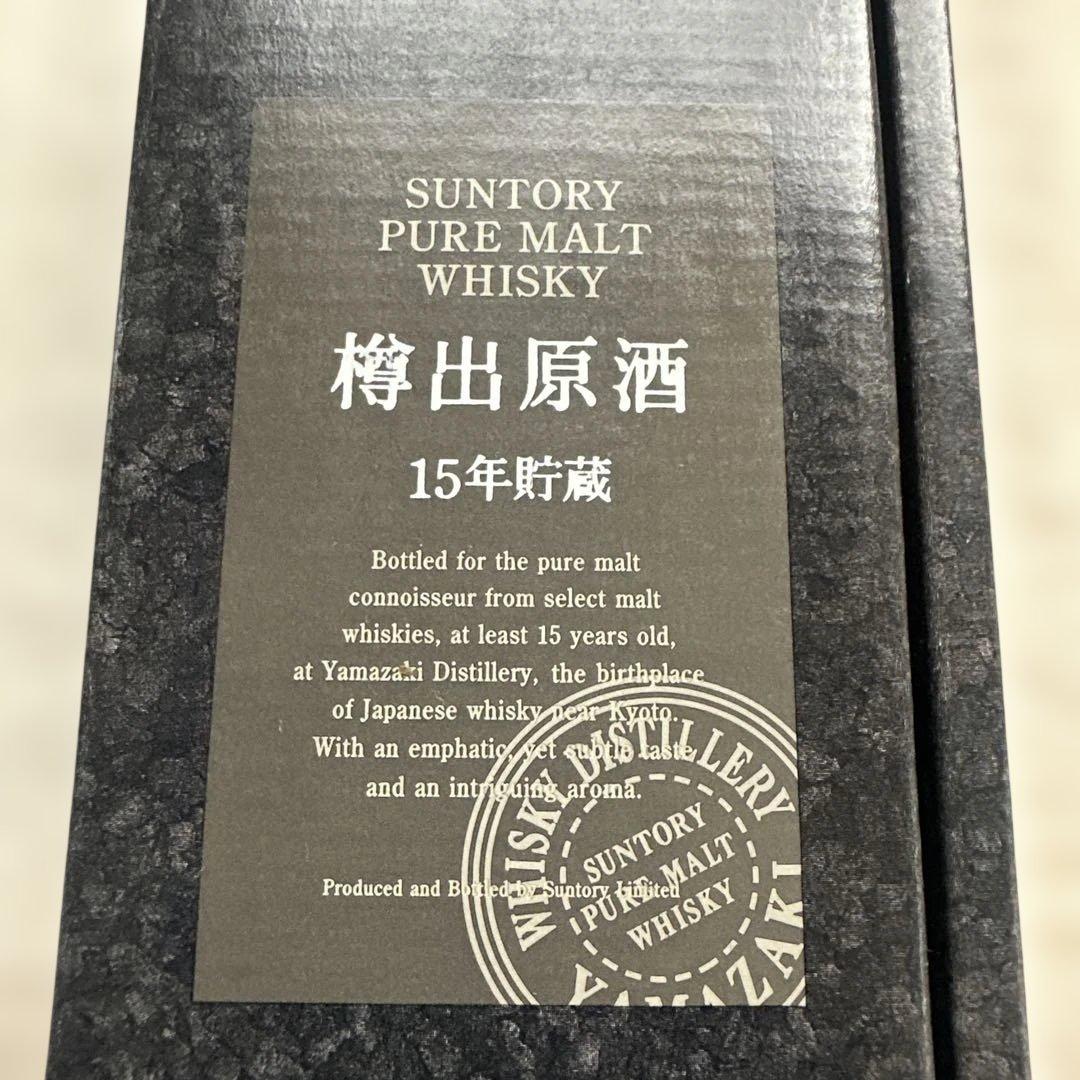 SUNTORY
PURE MALT
WHISKY
樽出原酒
15年貯蔵
Bottled for the pure malt
connoisseur from select malt
whiskies, at least 15 years old,
at Yamazaki Distillery, the birthplace
of Japanese whisky near Kyoto.
With an emphatic, yet subtle taste
and an intriguing aroma.
Produced and Bottled by Suntory Limited
WHISKY DISTILLERY
SUNTORY
PURE MALT
WHISKY
YAMAZAKI